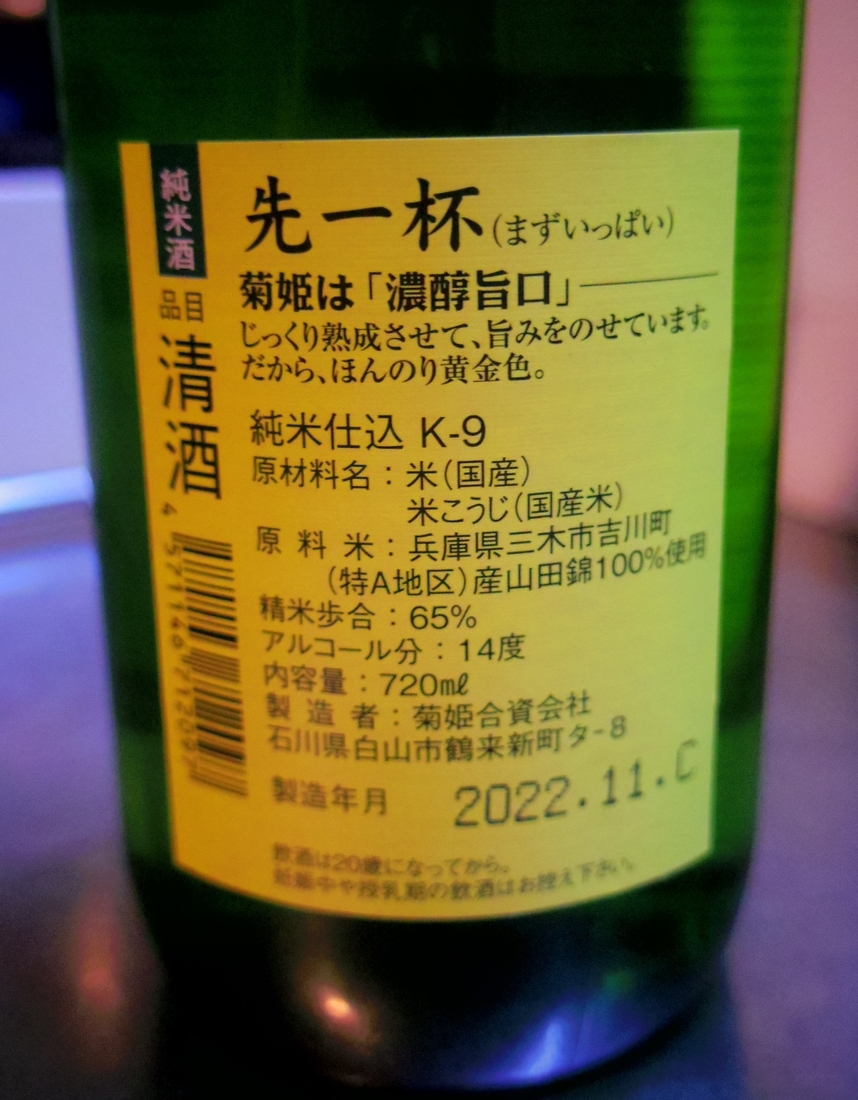 純米酒
品目
清酒
先一杯(まずいっぱい)
菊姫は「濃醇旨口」
じっくり熟成させて、旨みをのせています。
だから、ほんのり黄金色。
純米仕込 K-9
原材料名：米(国産)
米こうじ(国産米)
原料米：兵庫県三木市吉川町
(特A地区)産山田錦100%使用
精米歩合：65%
アルコール分：14度
内容量：720ml
製造者：菊姫合資会社
石川県白山市鶴来新町タ-8
製造年月 2022.11.C
飲酒は20歳になってから。
妊娠中や授乳期の飲酒はお控え下さい。